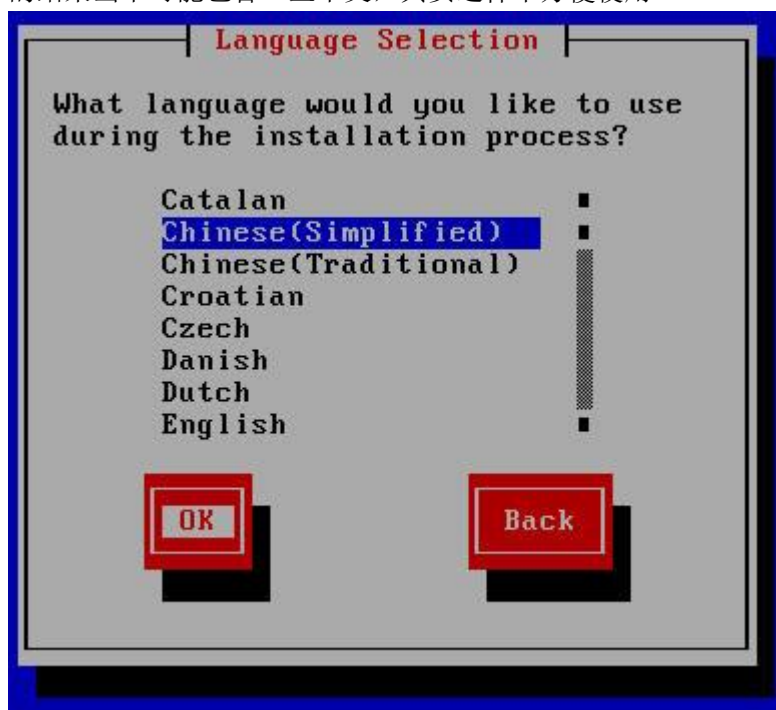 Language Selection
What language would you like to use
during the installation process?
Catalan
Chinese(Simplified)
Chinese(Traditional)
Croatian
Czech
Danish
Dutch
English
OK
Back